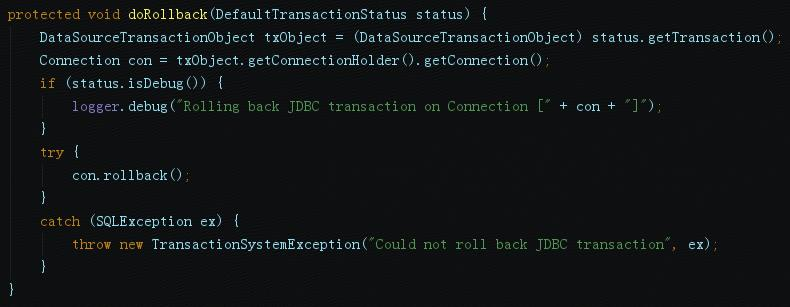 protected void doRollback(DefaultTransactionStatus status) {
    DataSourceTransactionObject txObject = (DataSourceTransactionObject) status.getTransaction();
    Connection con = txObject.getConnectionHolder().getConnection();
    if (status.isDebug()) {
        logger.debug("Rolling back JDBC transaction on Connection [" + con + "]");
    }
    try {
        con.rollback();
    }
    catch (SQLException ex) {
        throw new TransactionSystemException("Could not roll back JDBC transaction", ex);
    }
}